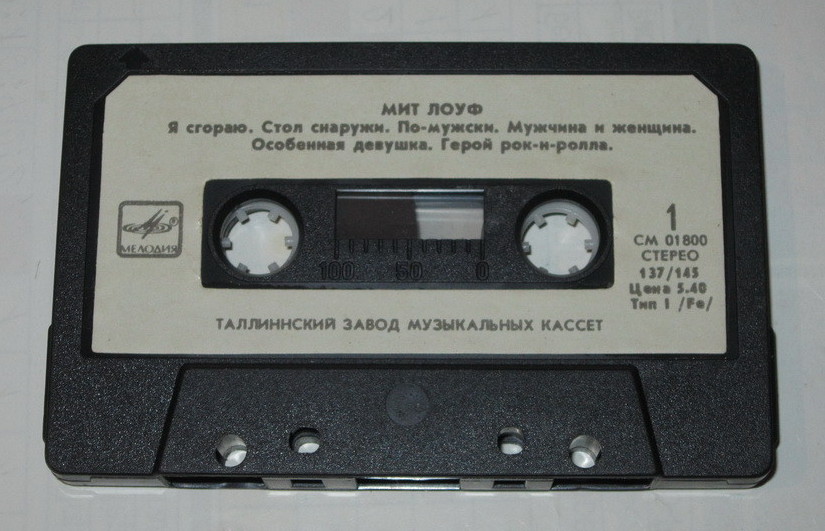 МИТ ЛОУФ
Я сгораю. Стол снаружи. По-мужски. Мужчина и женщина.
Особенная девушка. Герой рок-н-ролла.
МЕЛОДИЯ®
1
СМ 01800
СТЕРЕО
137/145
Цена 5.40
Тип I /Fe/
100 50 0
ТАЛЛИННСКИЙ ЗАВОД МУЗЫКАЛЬНЫХ КАССЕТ